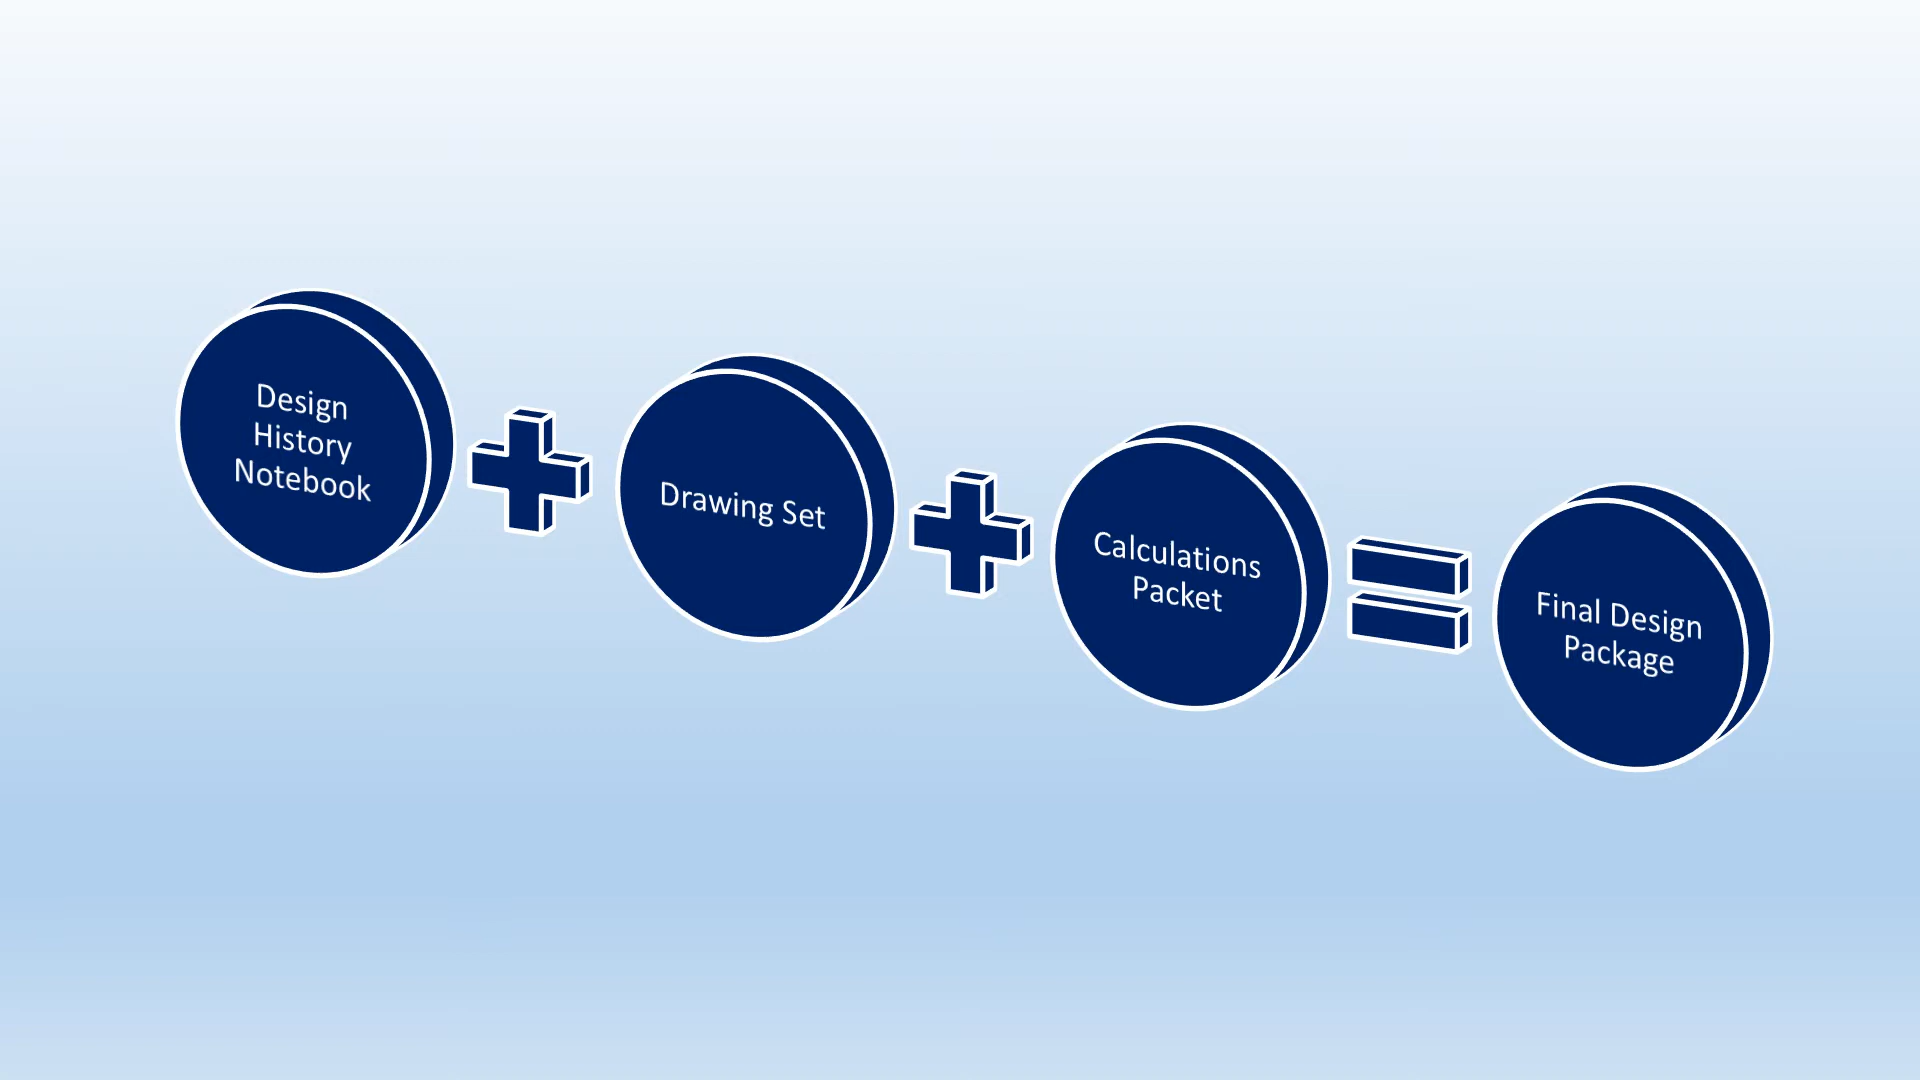 Design
History
Notebook
Drawing Set
Calculations
Packet
Final Design
Package